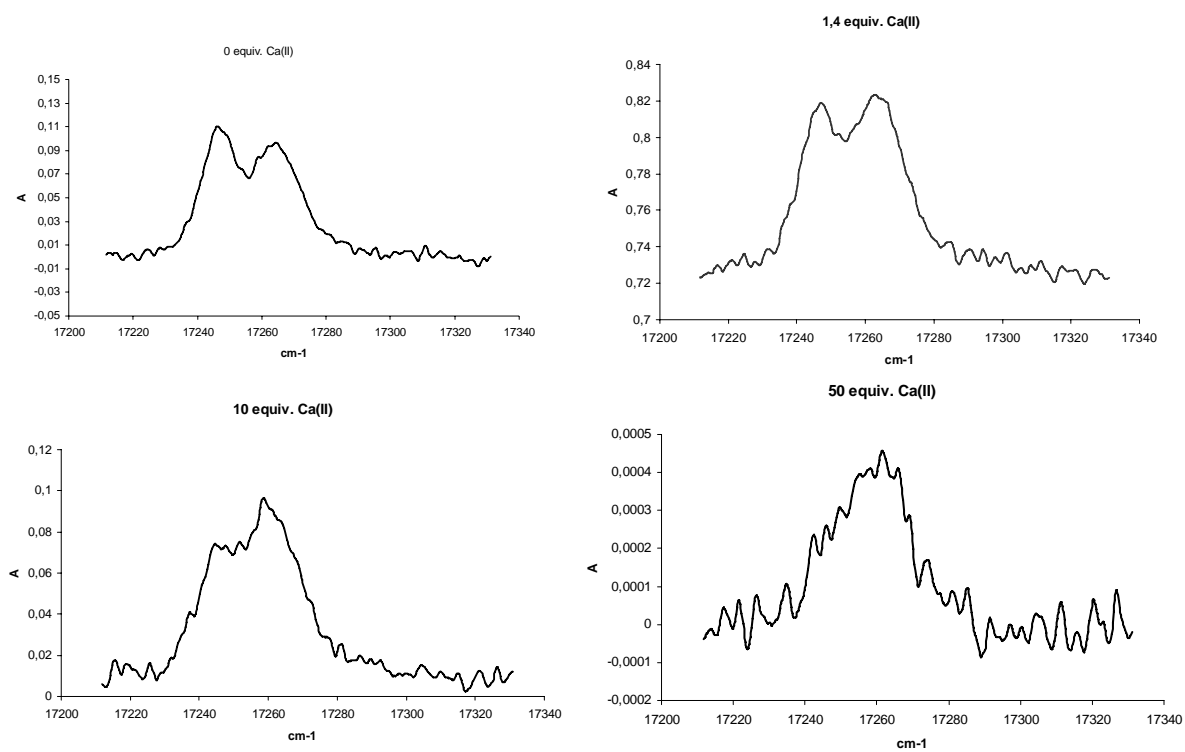 0 equiv. Ca(II)
0,15
0,13
0,11
0,09
0,07
0,05
0,03
0,01
-0,01
-0,03
-0,05
A
17200 17220 17240 17260 17280 17300 17320 17340
cm-1
1,4 equiv. Ca(II)
0,84
0,82
0,8
0,78
0,76
0,74
0,72
0,7
A
17200 17220 17240 17260 17280 17300 17320 17340
cm-1
10 equiv. Ca(II)
0,12
0,1
0,08
0,06
0,04
0,02
0
A
17200 17220 17240 17260 17280 17300 17320 17340
cm-1
50 equiv. Ca(II)
0,0005
0,0004
0,0003
0,0002
0,0001
0
-0,0001
-0,0002
A
17200 17220 17240 17260 17280 17300 17320 17340
cm-1